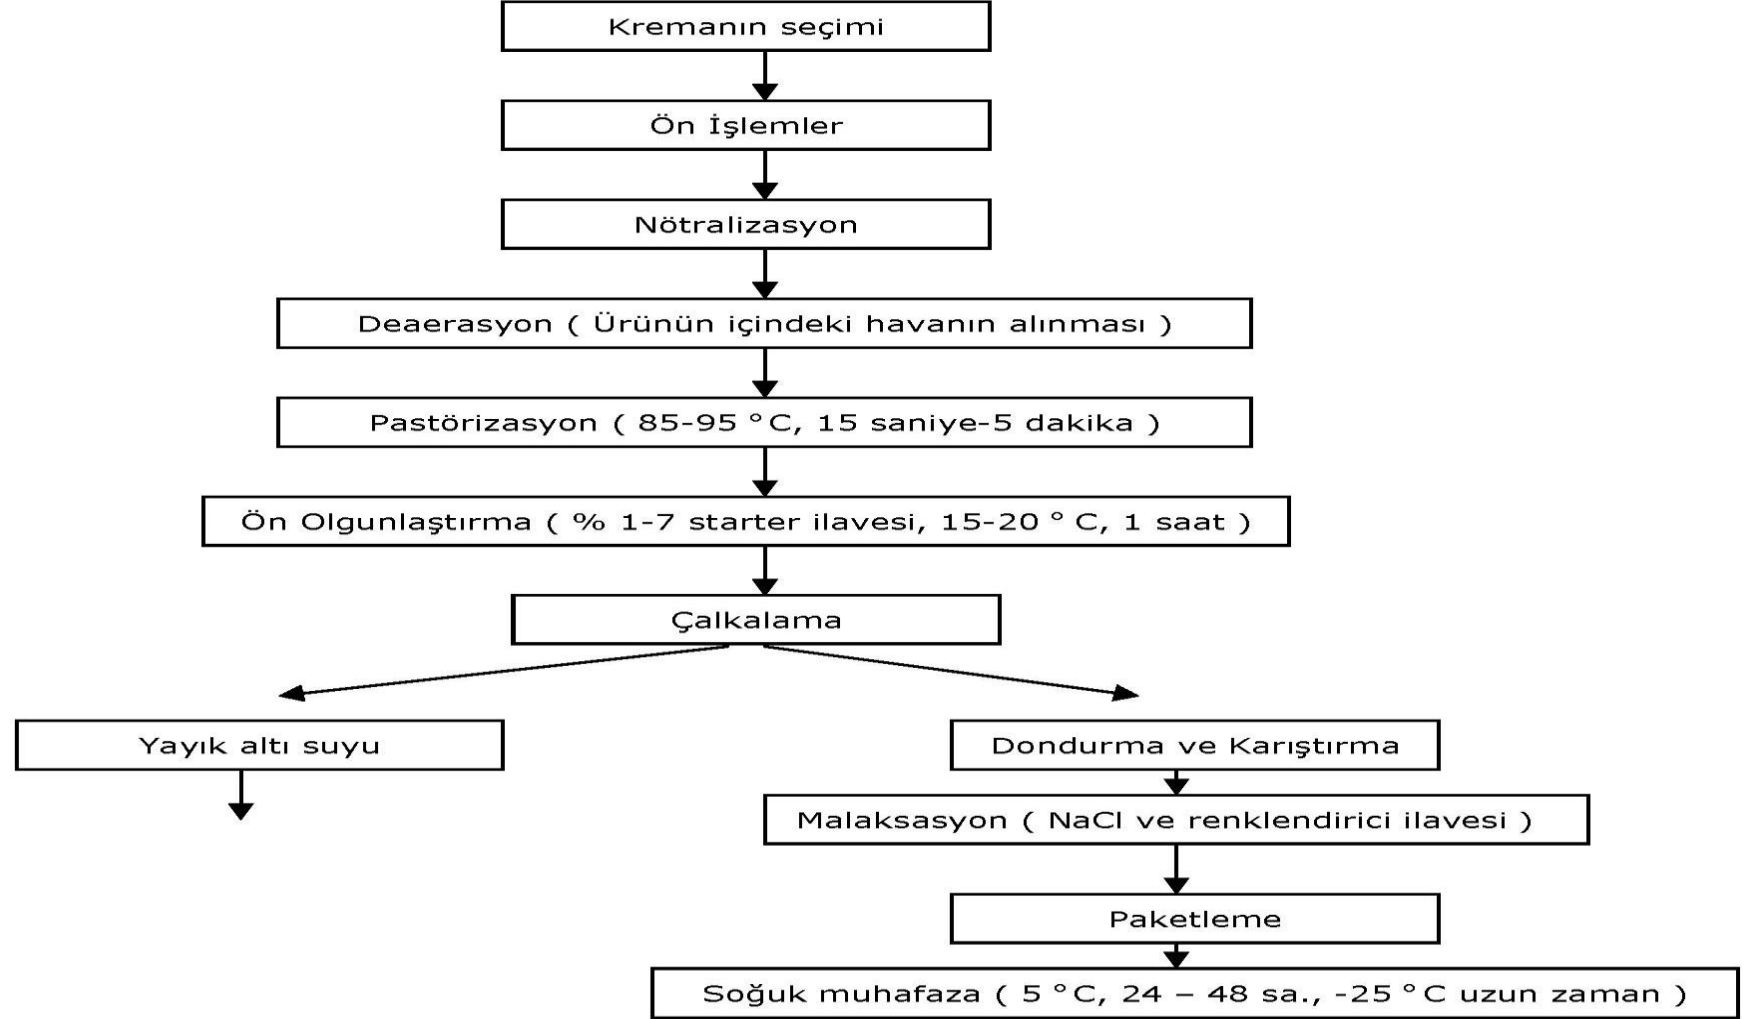 Kremanın seçimi
Ön İşlemler
Nötralizasyon
Deaerasyon ( Ürünün içindeki havanın alınması )
Pastörizasyon ( 85-95 °C, 15 saniye-5 dakika )
Ön Olgunlaştırma ( % 1-7 starter ilavesi, 15-20 ° C, 1 saat )
Çalkalama
Yayık altı suyu
Dondurma ve Karıştırma
Malaksasyon ( NaCl ve renklendirici ilavesi )
Paketleme
Soğuk muhafaza ( 5 °C, 24 – 48 sa., -25 °C uzun zaman )